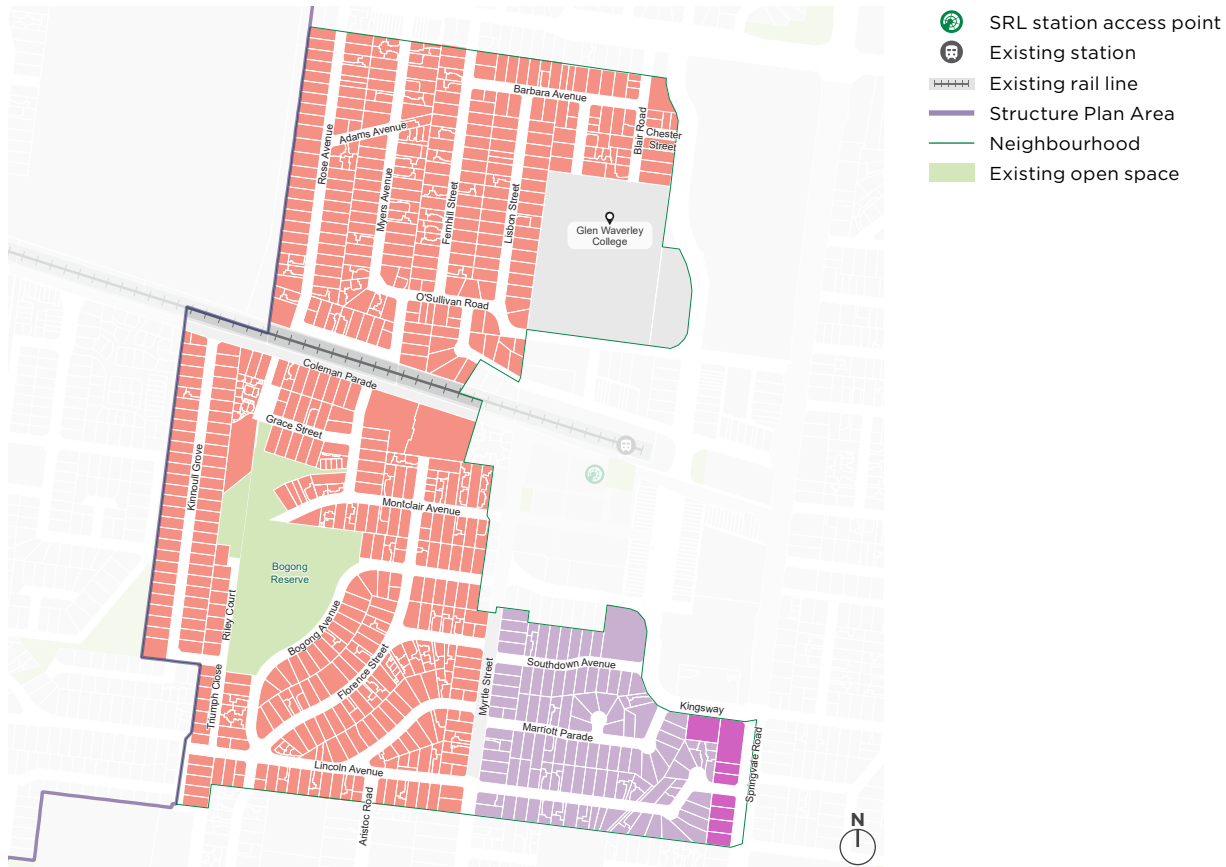 SRL station access point
Existing station
Existing rail line
Structure Plan Area
Neighbourhood
Existing open space
Barbara Avenue
Blair Road
Chester
Street
Adams Avenue
Rose Avenue
Myers Avenue
Fernhill Street
Lisbon Street
Glen Waverley
College
O'Sullivan Road
Coleman Parade
Grace Street
Kinnoull Grove
Montclair Avenue
Bogong
Reserve
Riley Court
Bogong Avenue
Florence Street
Myrtle Street
Southdown Avenue
Triumph Close
Kingsway
Marriott Parade
Springvale Road
Lincoln Avenue
Aristoc Road
N